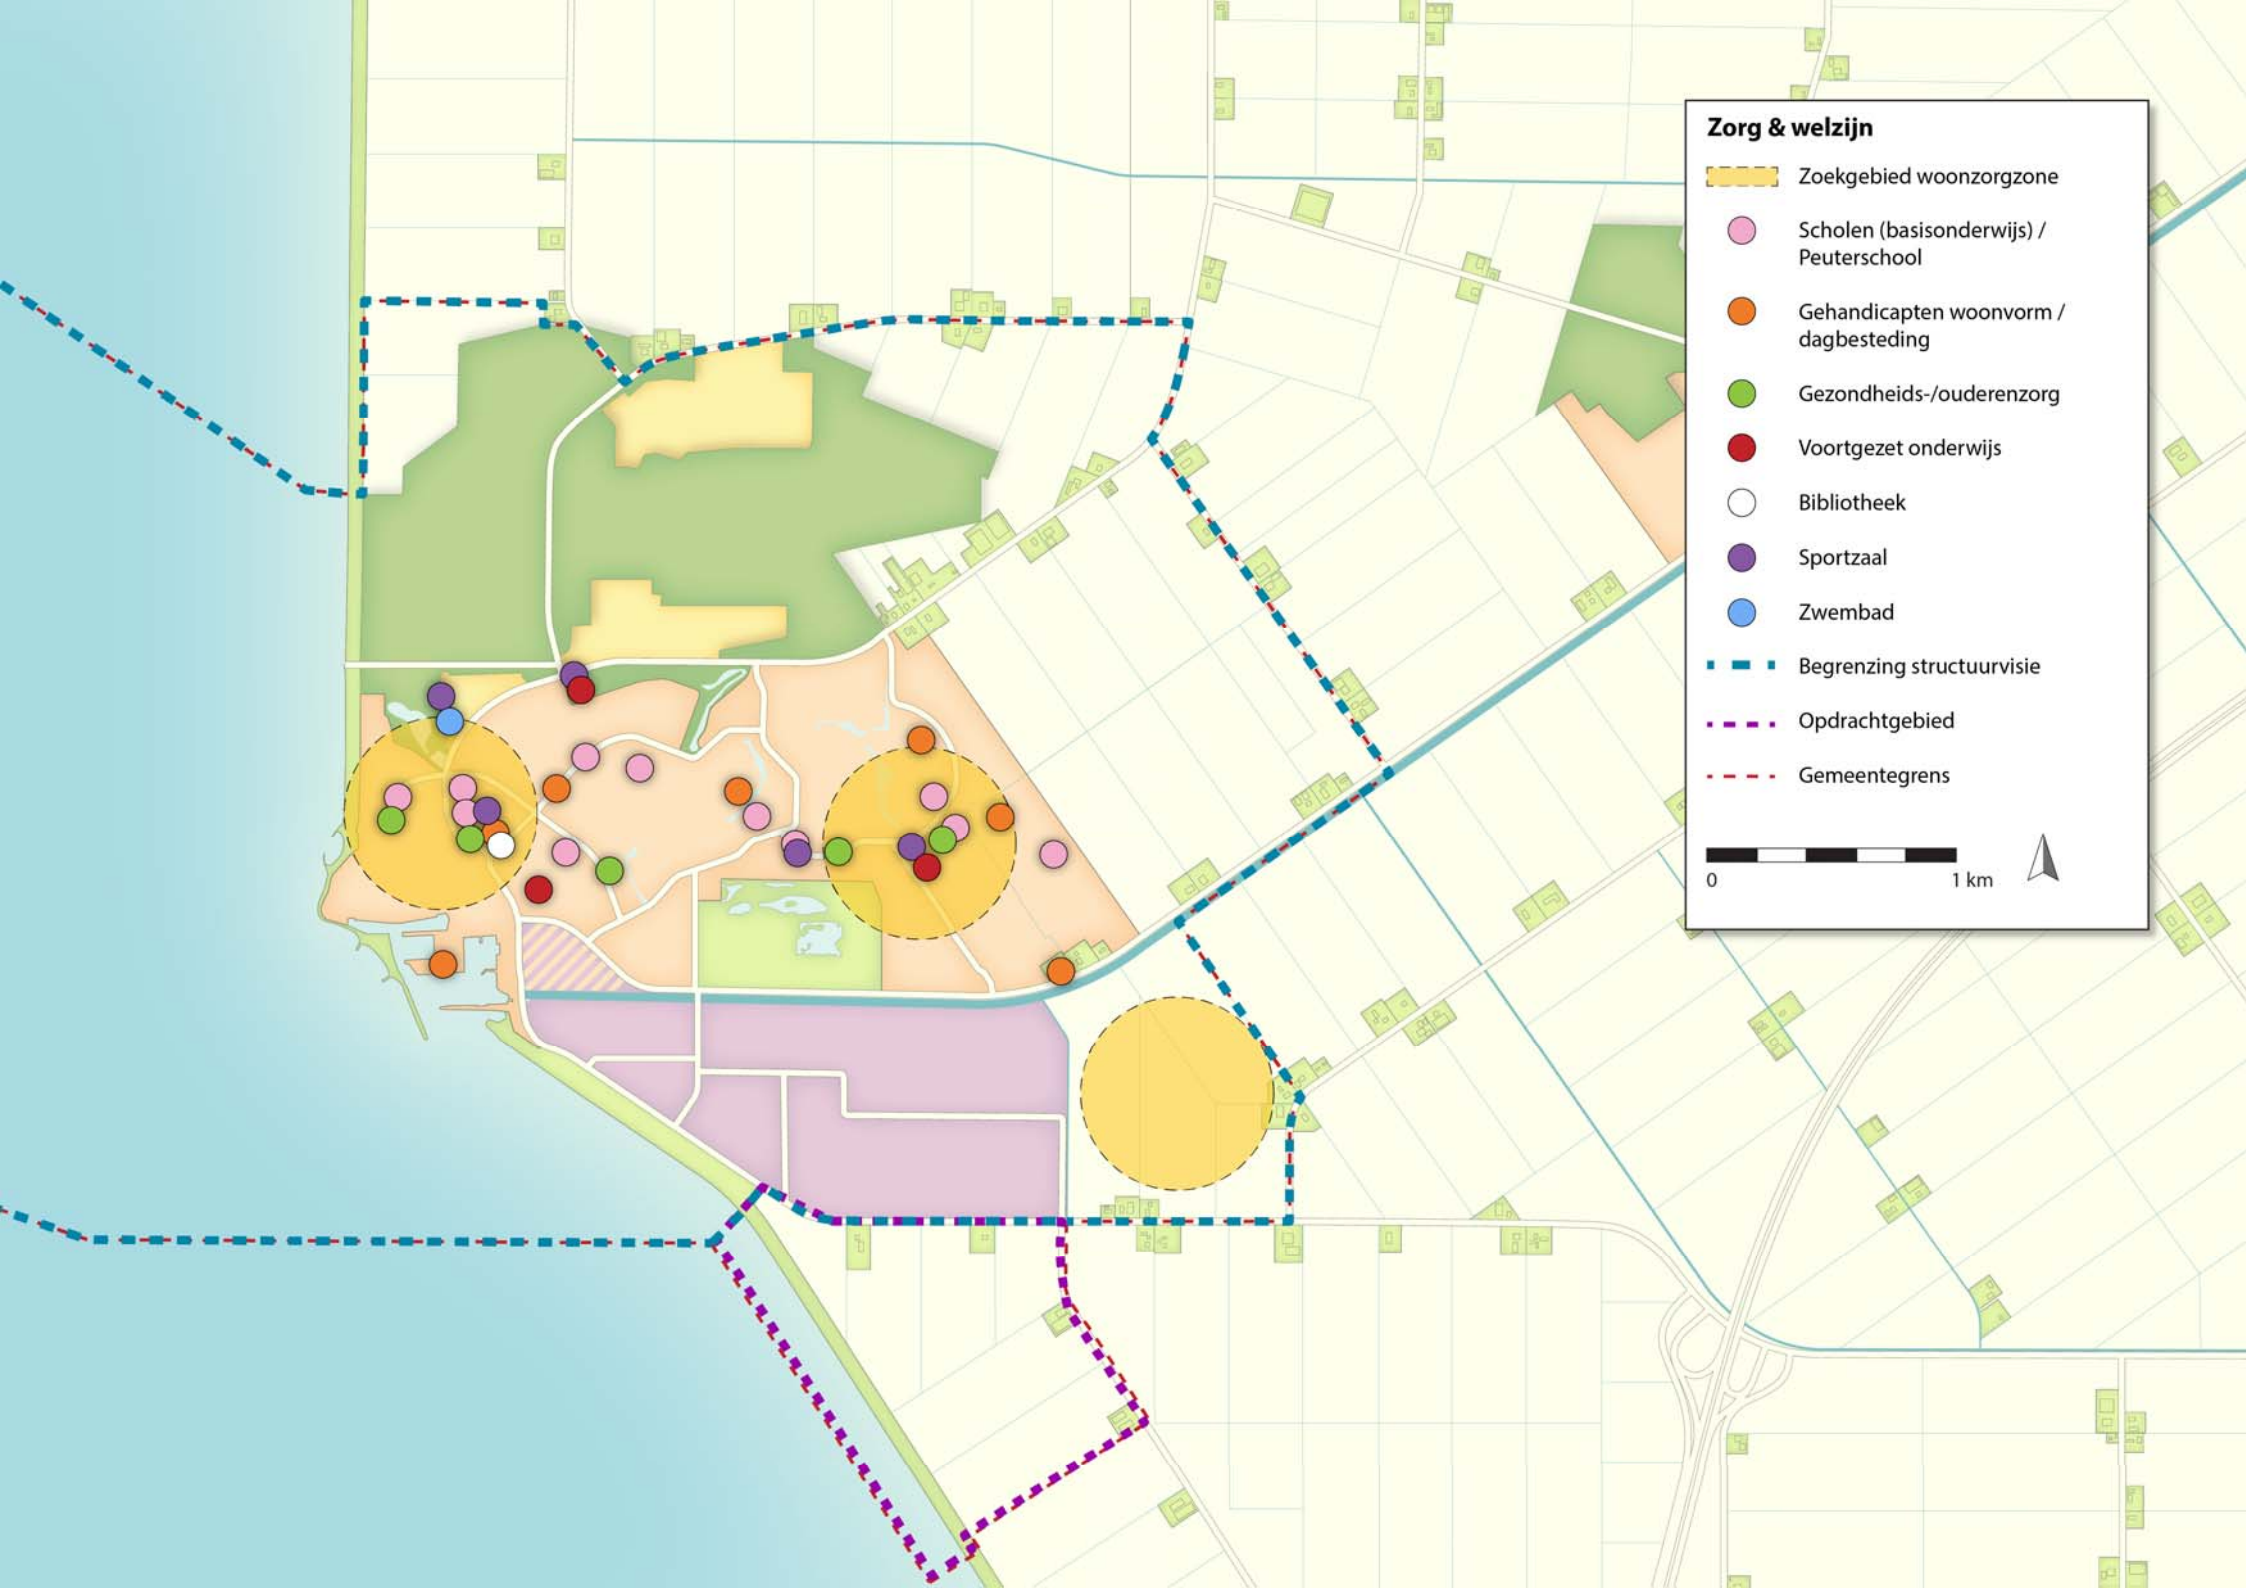 Zorg & welzijn
Zoekgebied woonzorgzone
Scholen (basisonderwijs) /
Peuterschool
Gehandicapten woonvorm /
dagbesteding
Gezondheids-/ouderenzorg
Voortgezet onderwijs
Bibliotheek
Sportzaal
Zwembad
Begrenzing structuurvisie
Opdrachtgebied
Gemeentegrens
0 1 km